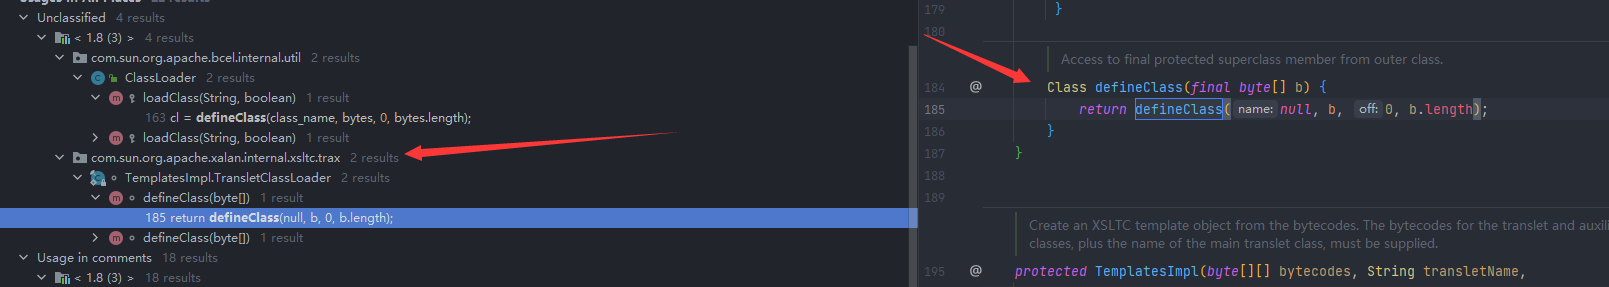 Usages in All Places 22 results
Unclassified 4 results
< 1.8 (3) > 4 results
com.sun.org.apache.bcel.internal.util 2 results
ClassLoader 2 results
loadClass(String, boolean) 1 result
163 cl = defineClass(class_name, bytes, 0, bytes.length);
loadClass(String, boolean) 1 result
com.sun.org.apache.xalan.internal.xsltc.trax 2 results
TemplatesImpl.TransletClassLoader 2 results
defineClass(byte[]) 1 result
185 return defineClass(null, b, 0, b.length);
defineClass(byte[]) 1 result
Usage in comments 18 results
< 1.8 (3) > 18 results
179 }
180
Access to final protected superclass member from outer class.
184 @ Class defineClass(final byte[] b) {
185 return defineClass( name: null, b, off: 0, b.length);
186 }
187 }
188
189
Create an XSLTC template object from the bytecodes. The bytecodes for the translet and auxili
classes, plus the name of the main translet class, must be supplied.
195 @ protected TemplatesImpl(byte[][] bytecodes, String transletName,